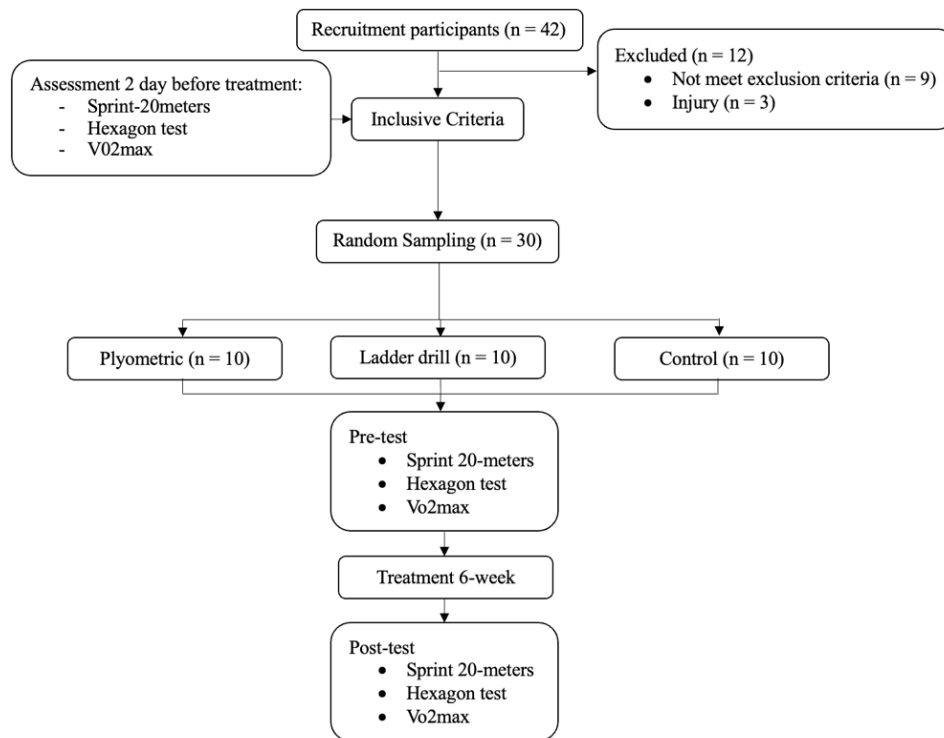 Recruitment participants (n = 42)
Excluded (n = 12)
• Not meet exclusion criteria (n = 9)
• Injury (n = 3)
Assessment 2 day before treatment:
- Sprint-20meters
- Hexagon test
- V02max
Inclusive Criteria
Random Sampling (n = 30)
Plyometric (n = 10)
Ladder drill (n = 10)
Control (n = 10)
Pre-test
• Sprint 20-meters
• Hexagon test
• Vo2max
Treatment 6-week
Post-test
• Sprint 20-meters
• Hexagon test
• Vo2max